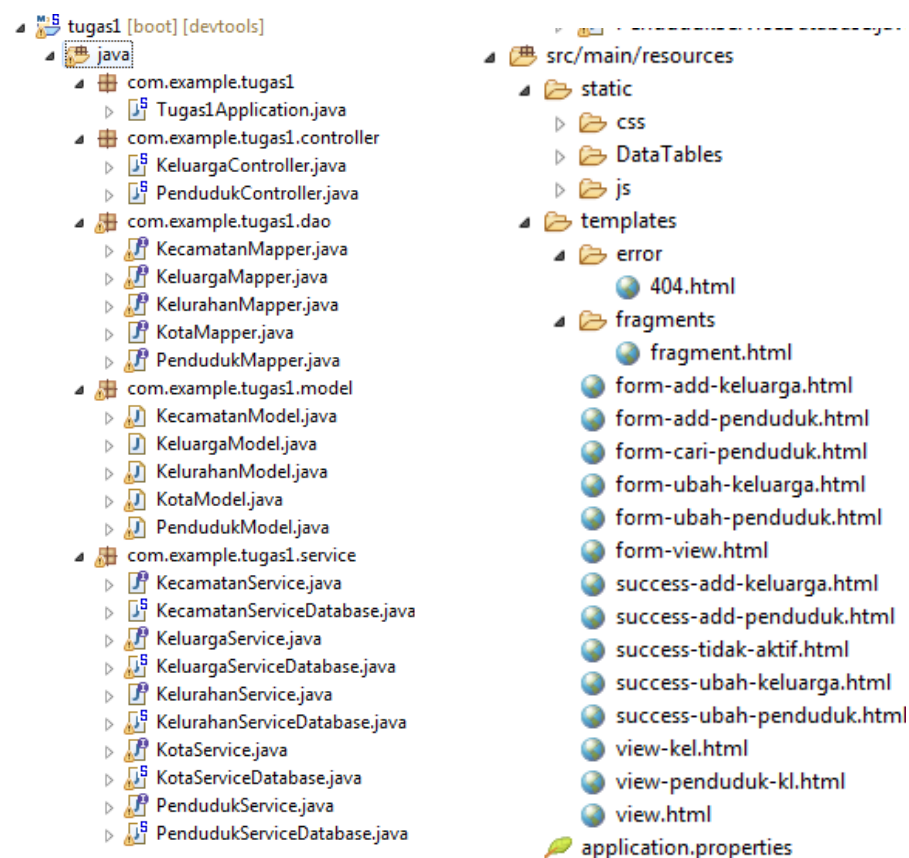 tugas1 [boot] [devtools]
java
com.example.tugas1
Tugas1Application.java
com.example.tugas1.controller
KeluargaController.java
PendudukController.java
com.example.tugas1.dao
KecamatanMapper.java
KeluargaMapper.java
KelurahanMapper.java
KotaMapper.java
PendudukMapper.java
com.example.tugas1.model
KecamatanModel.java
KeluargaModel.java
KelurahanModel.java
KotaModel.java
PendudukModel.java
com.example.tugas1.service
KecamatanService.java
KecamatanServiceDatabase.java
KeluargaService.java
KeluargaServiceDatabase.java
KelurahanService.java
KelurahanServiceDatabase.java
KotaService.java
KotaServiceDatabase.java
PendudukService.java
PendudukServiceDatabase.java
src/main/resources
static
css
DataTables
js
templates
error
404.html
fragments
fragment.html
form-add-keluarga.html
form-add-penduduk.html
form-cari-penduduk.html
form-ubah-keluarga.html
form-ubah-penduduk.html
form-view.html
success-add-keluarga.html
success-add-penduduk.html
success-tidak-aktif.html
success-ubah-keluarga.html
success-ubah-penduduk.html
view-kel.html
view-penduduk-kl.html
view.html
application.properties